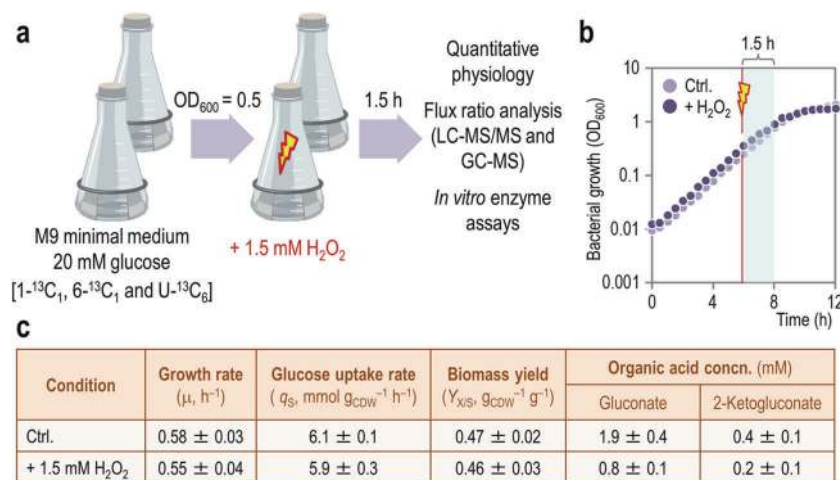 a
OD600 = 0.5
1.5 h
M9 minimal medium
20 mM glucose
[1-¹³C₁, 6-¹³C₁ and U-¹³C₆]
+ 1.5 mM H₂O₂
Quantitative
physiology
Flux ratio analysis
(LC-MS/MS and
GC-MS)
In vitro enzyme
assays
b
1.5 h
Ctrl.
+ H₂O₂
Bacterial growth (OD₆₀₀)
10
1
0.1
0.01
0.001
0 4 8 12
Time (h)
c
Condition Growth rate (μ, h⁻¹) Glucose uptake rate (qS, mmol gCDW⁻¹ h⁻¹) Biomass yield (YX/S, gCDW⁻¹ g⁻¹) Organic acid concn. (mM)
Gluconate 2-Ketogluconate
Ctrl. 0.58 ± 0.03 6.1 ± 0.1 0.47 ± 0.02 1.9 ± 0.4 0.4 ± 0.1
+ 1.5 mM H₂O₂ 0.55 ± 0.04 5.9 ± 0.3 0.46 ± 0.03 0.8 ± 0.1 0.2 ± 0.1